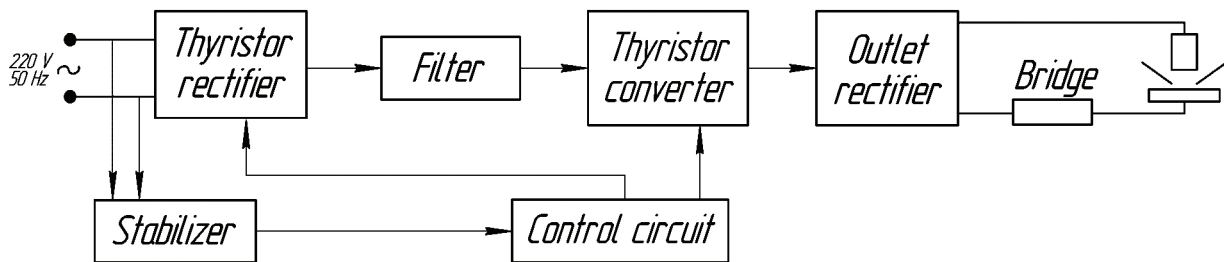 220 V
50 Hz
~
Thyristor
rectifier
Filter
Thyristor
converter
Outlet
rectifier
Bridge
Stabilizer
Control circuit